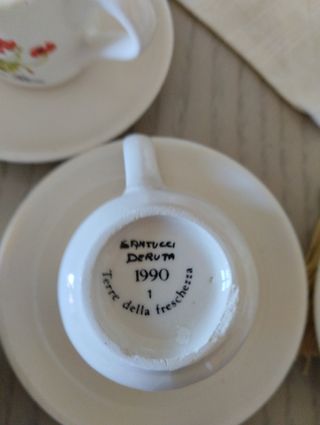 SANTUCCI
DERUTA
1990
1
Terre della freschezza